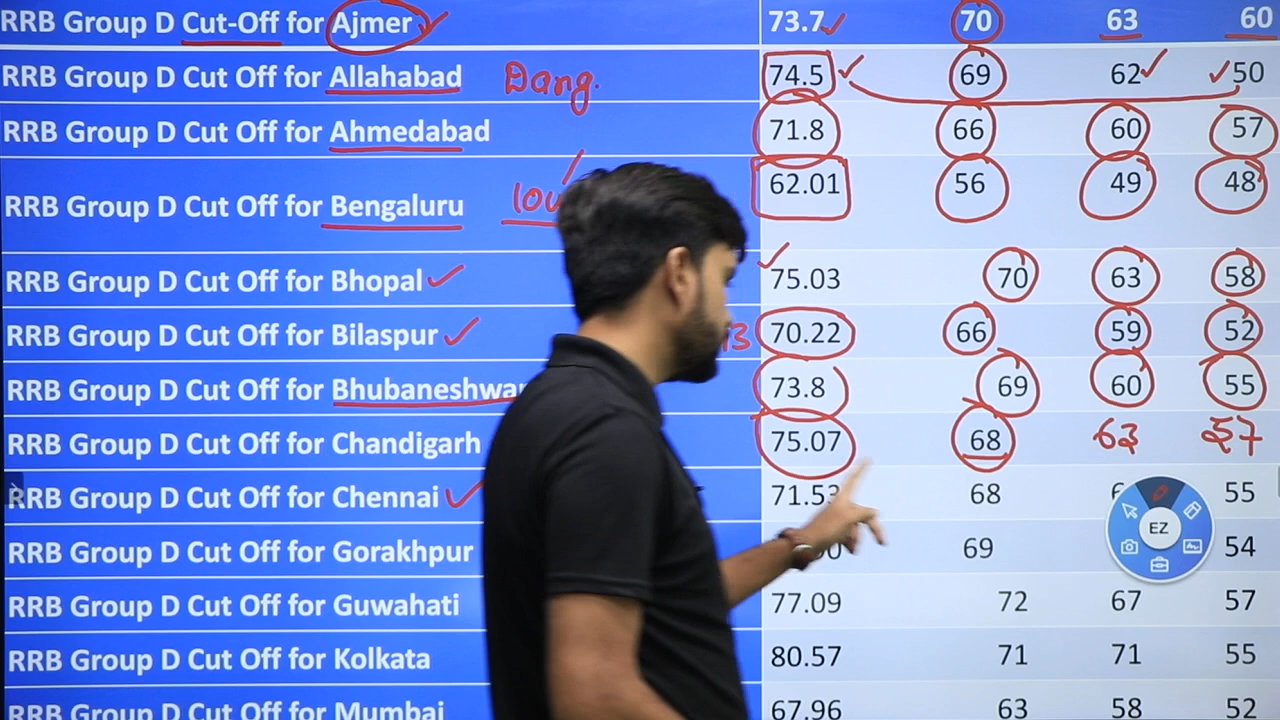 RRB Group D Cut-Off for Ajmer 73.7 70 63 60
RRB Group D Cut Off for Allahabad Dang. 74.5 69 62 50
RRB Group D Cut Off for Ahmedabad 71.8 66 60 57
RRB Group D Cut Off for Bengaluru 62.01 56 49 48
RRB Group D Cut Off for Bhopal 75.03 70 63 58
RRB Group D Cut Off for Bilaspur 70.22 66 59 52
RRB Group D Cut Off for 73.8 69 60 55
RRB Group D Cut Off for Chandigarh 75.07 68 63 57
RRB Group D Cut Off for Chennai 71.53 68 55
RRB Group D Cut Off for Gorakhpur 69 54
EZ
RRB Group D Cut Off for Guwahati 77.09 72 67 57
RRB Group D Cut Off for Kolkata 80.57 71 71 55
RRB Group D Cut Off for Mumbai 67.96 63 58 52